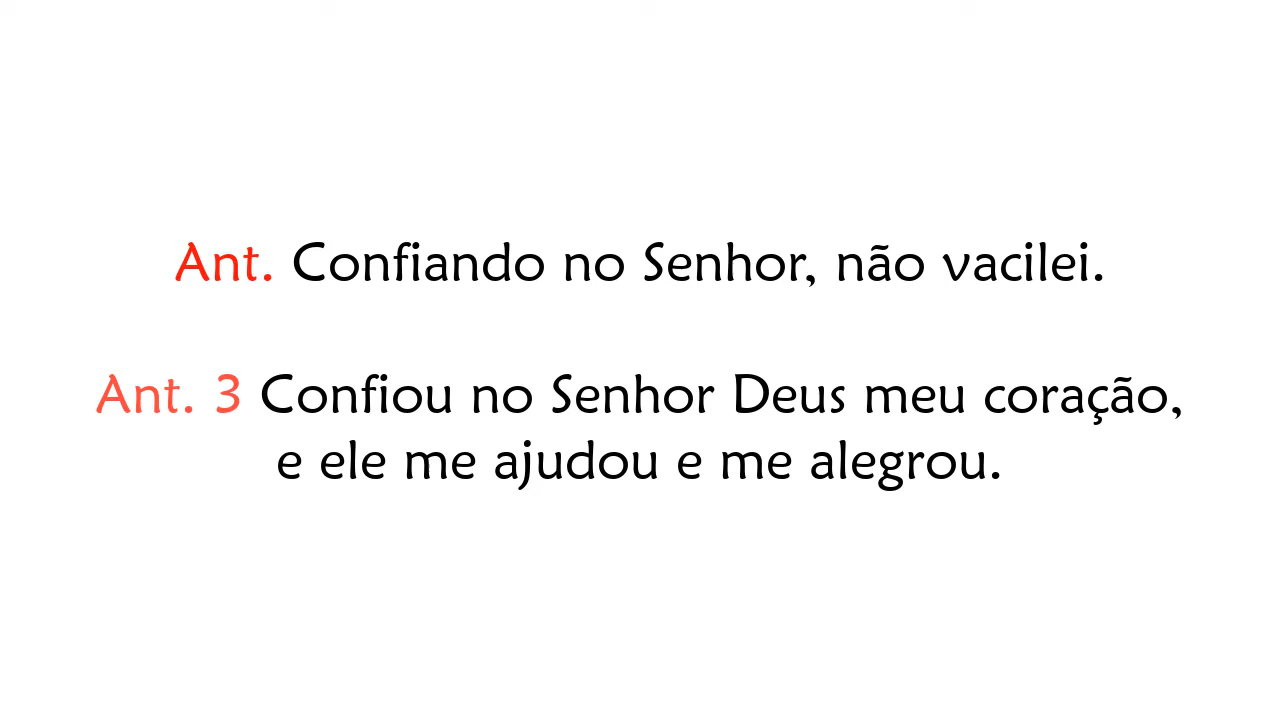 Ant. Confiando no Senhor, não vacilei.
Ant. 3 Confiou no Senhor Deus meu coração,
e ele me ajudou e me alegrou.